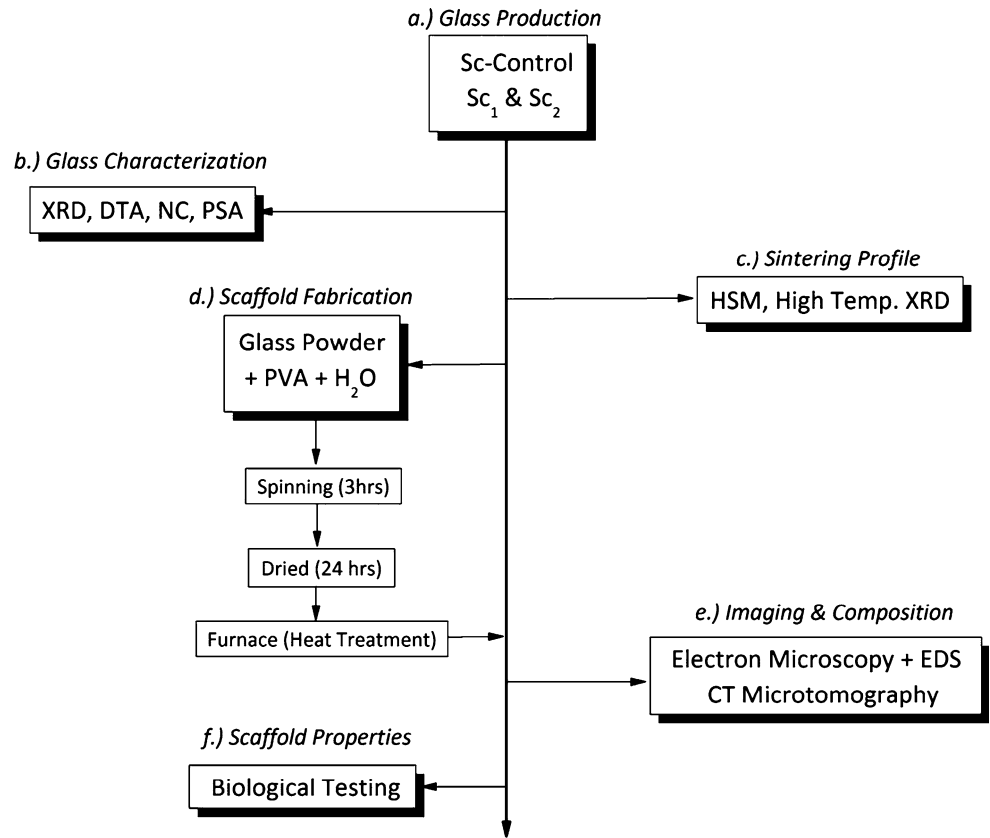 a.) Glass Production
Sc-Control
Sc₁ & Sc₂
b.) Glass Characterization
XRD, DTA, NC, PSA
c.) Sintering Profile
HSM, High Temp. XRD
d.) Scaffold Fabrication
Glass Powder
+ PVA + H₂O
Spinning (3hrs)
Dried (24 hrs)
Furnace (Heat Treatment)
e.) Imaging & Composition
Electron Microscopy + EDS
CT Microtomography
f.) Scaffold Properties
Biological Testing